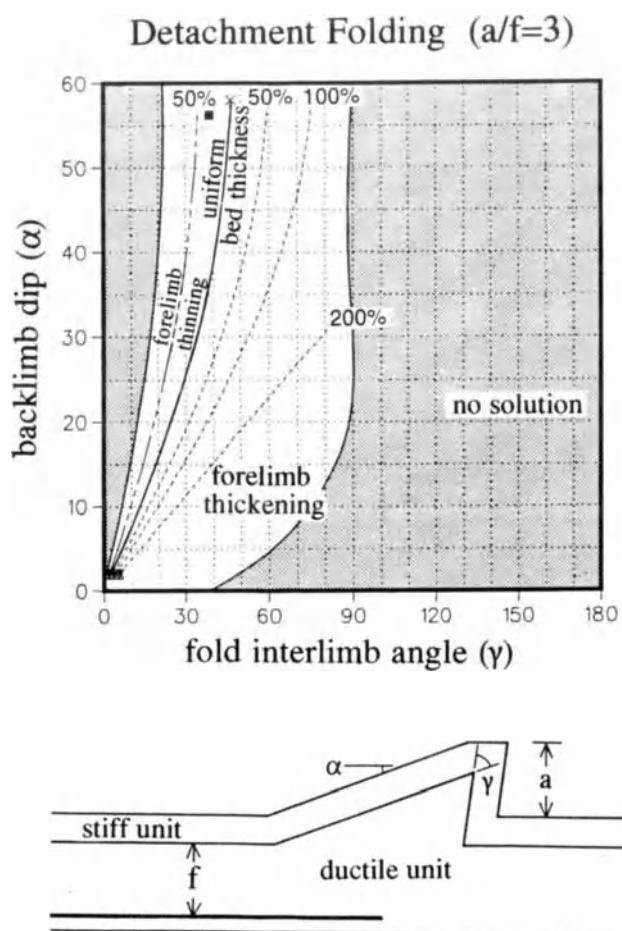 Detachment Folding (a/f=3)
60
50
40
30
20
10
0
backlimb dip (α)
50%
50%
100%
200%
forelimb
thinning
uniform
bed thickness
no solution
forelimb
thickening
0
30
60
90
120
150
180
fold interlimb angle (γ)
α
γ
a
stiff unit
f
ductile unit